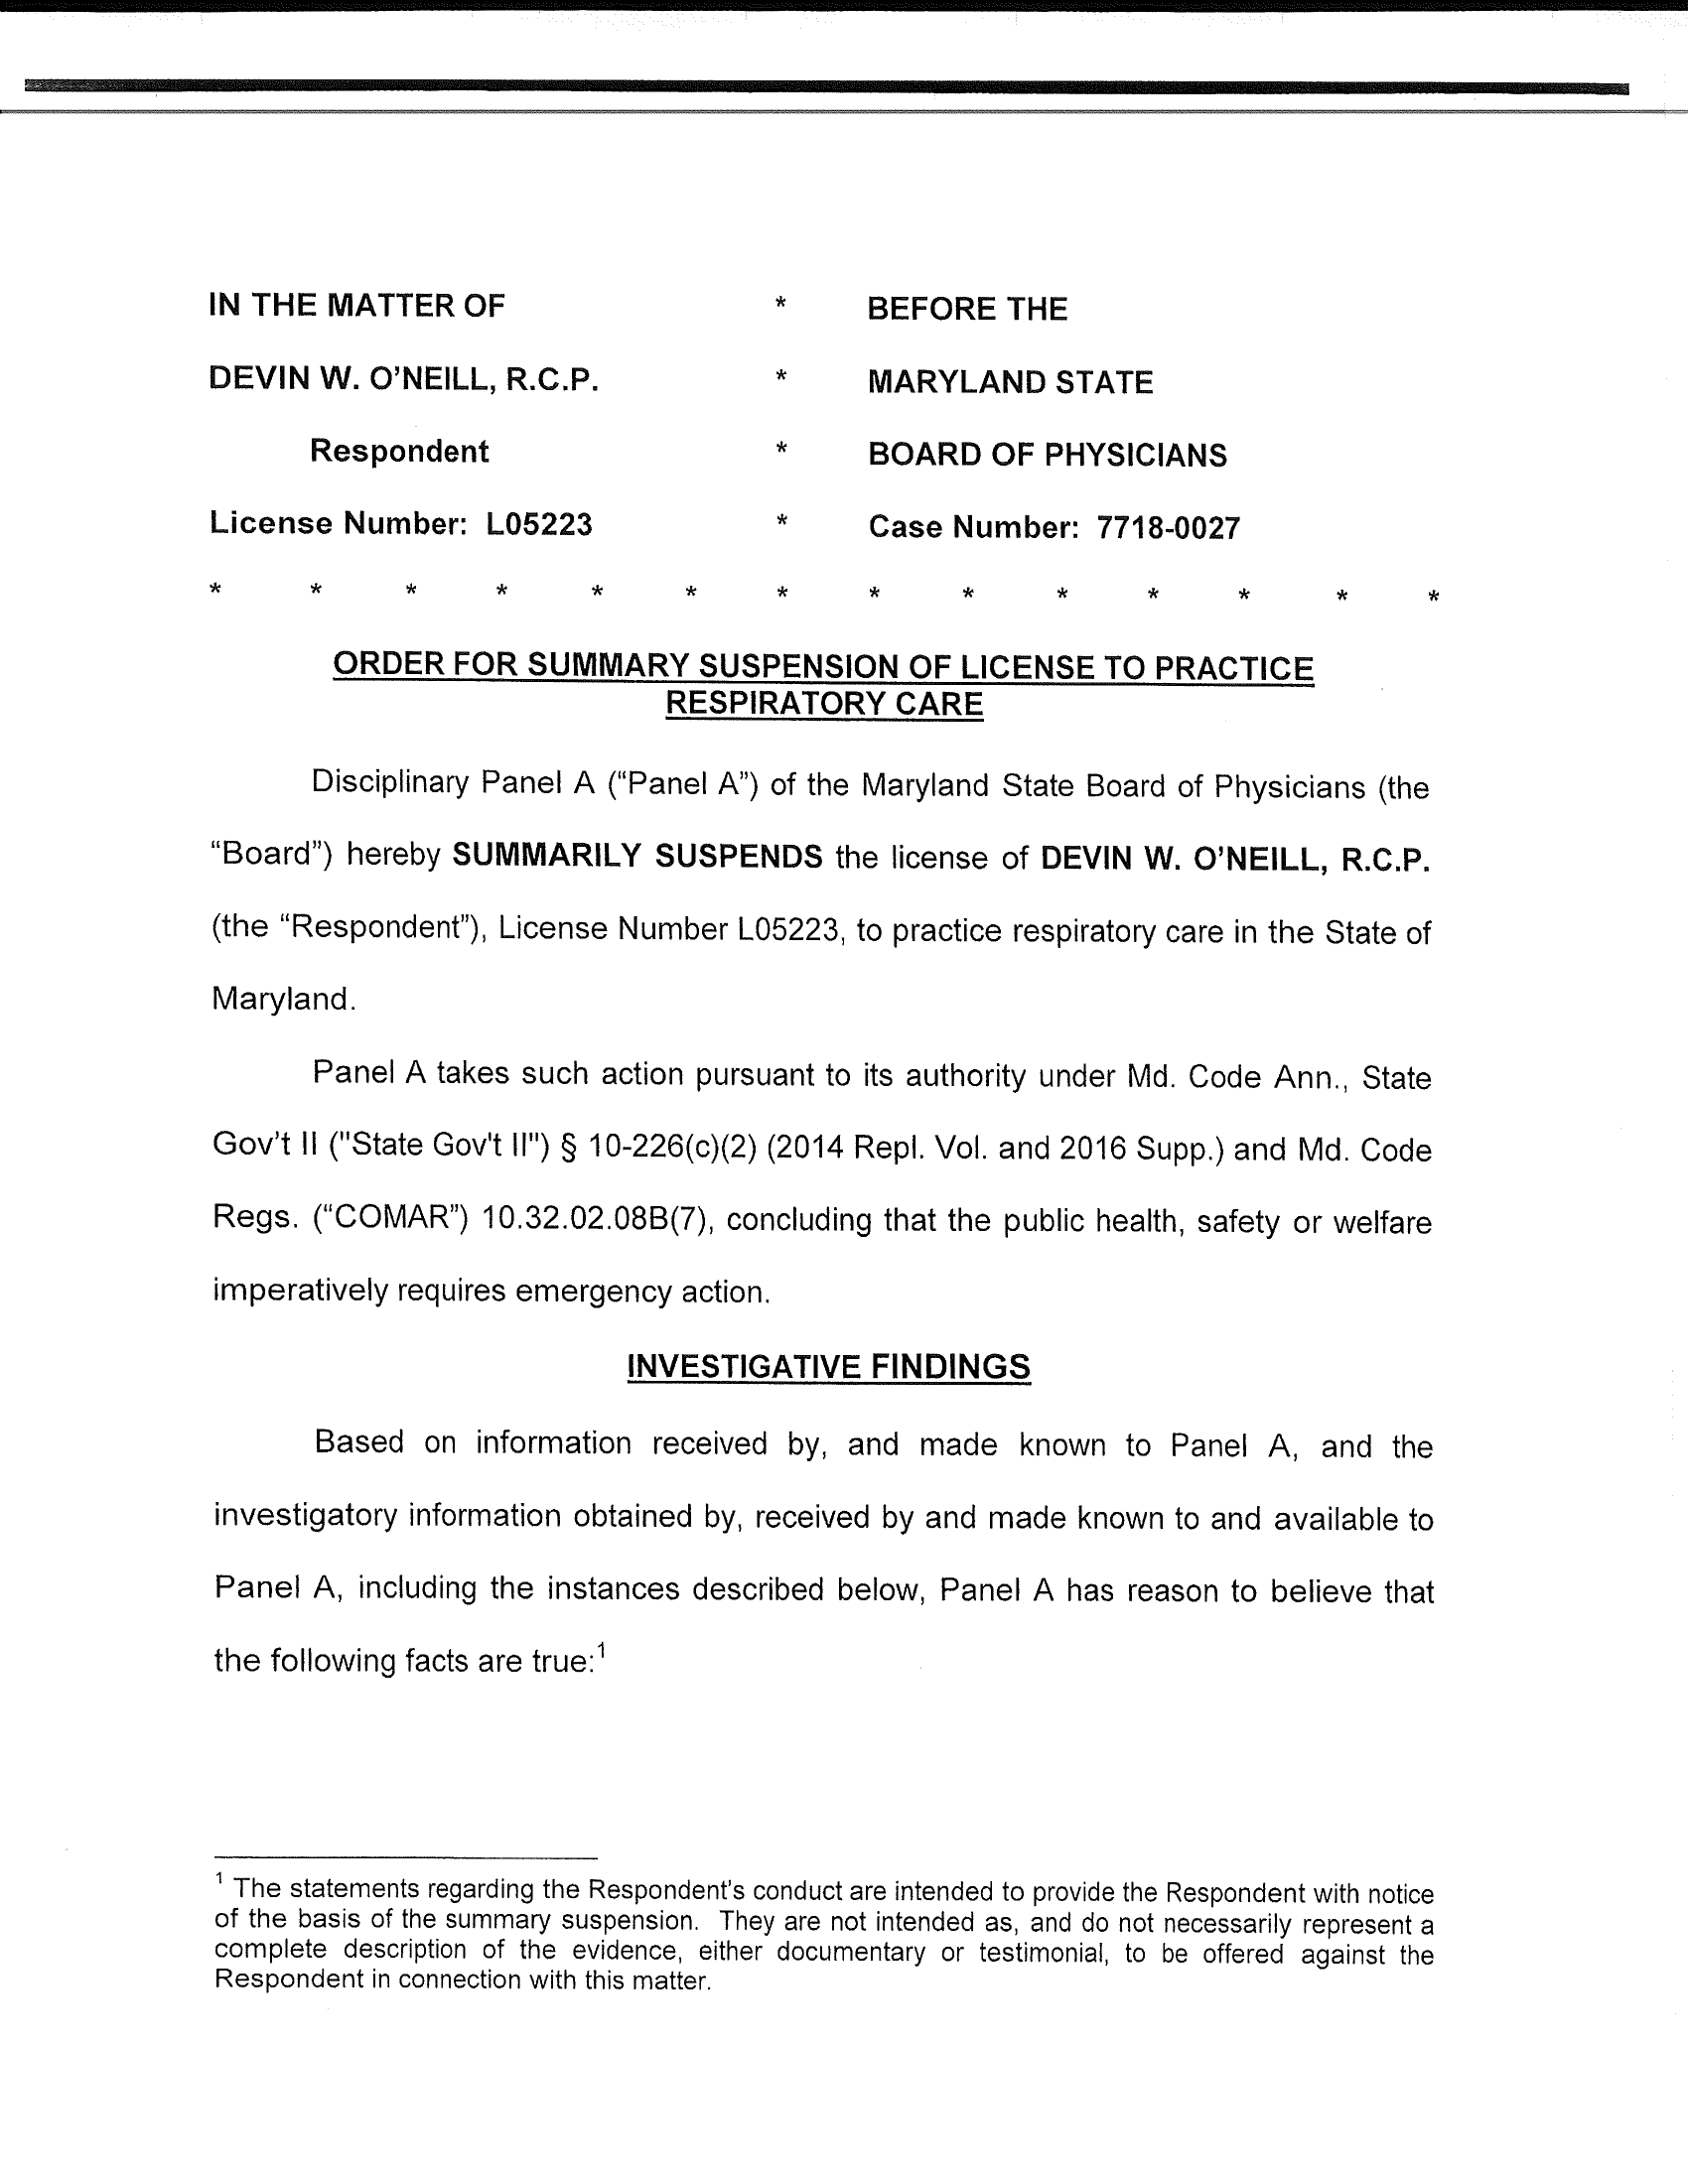 IN THE MATTER OF * BEFORE THE
DEVIN W. O'NEILL, R.C.P. * MARYLAND STATE
Respondent * BOARD OF PHYSICIANS
License Number: L05223 * Case Number: 7718-0027
* * * * * * * * * * * * * *
ORDER FOR SUMMARY SUSPENSION OF LICENSE TO PRACTICE
RESPIRATORY CARE
Disciplinary Panel A (“Panel A”) of the Maryland State Board of Physicians (the
“Board”) hereby SUMMARILY SUSPENDS the license of DEVIN W. O'NEILL, R.C.P.
(the “Respondent”), License Number L05223, to practice respiratory care in the State of
Maryland.
Panel A takes such action pursuant to its authority under Md. Code Ann., State
Gov't II ("State Gov't II") § 10-226(c)(2) (2014 Repl. Vol. and 2016 Supp.) and Md. Code
Regs. (“COMAR”) 10.32.02.08B(7), concluding that the public health, safety or welfare
imperatively requires emergency action.
INVESTIGATIVE FINDINGS
Based on information received by, and made known to Panel A, and the
investigatory information obtained by, received by and made known to and available to
Panel A, including the instances described below, Panel A has reason to believe that
the following facts are true:¹
¹ The statements regarding the Respondent's conduct are intended to provide the Respondent with notice
of the basis of the summary suspension. They are not intended as, and do not necessarily represent a
complete description of the evidence, either documentary or testimonial, to be offered against the
Respondent in connection with this matter.